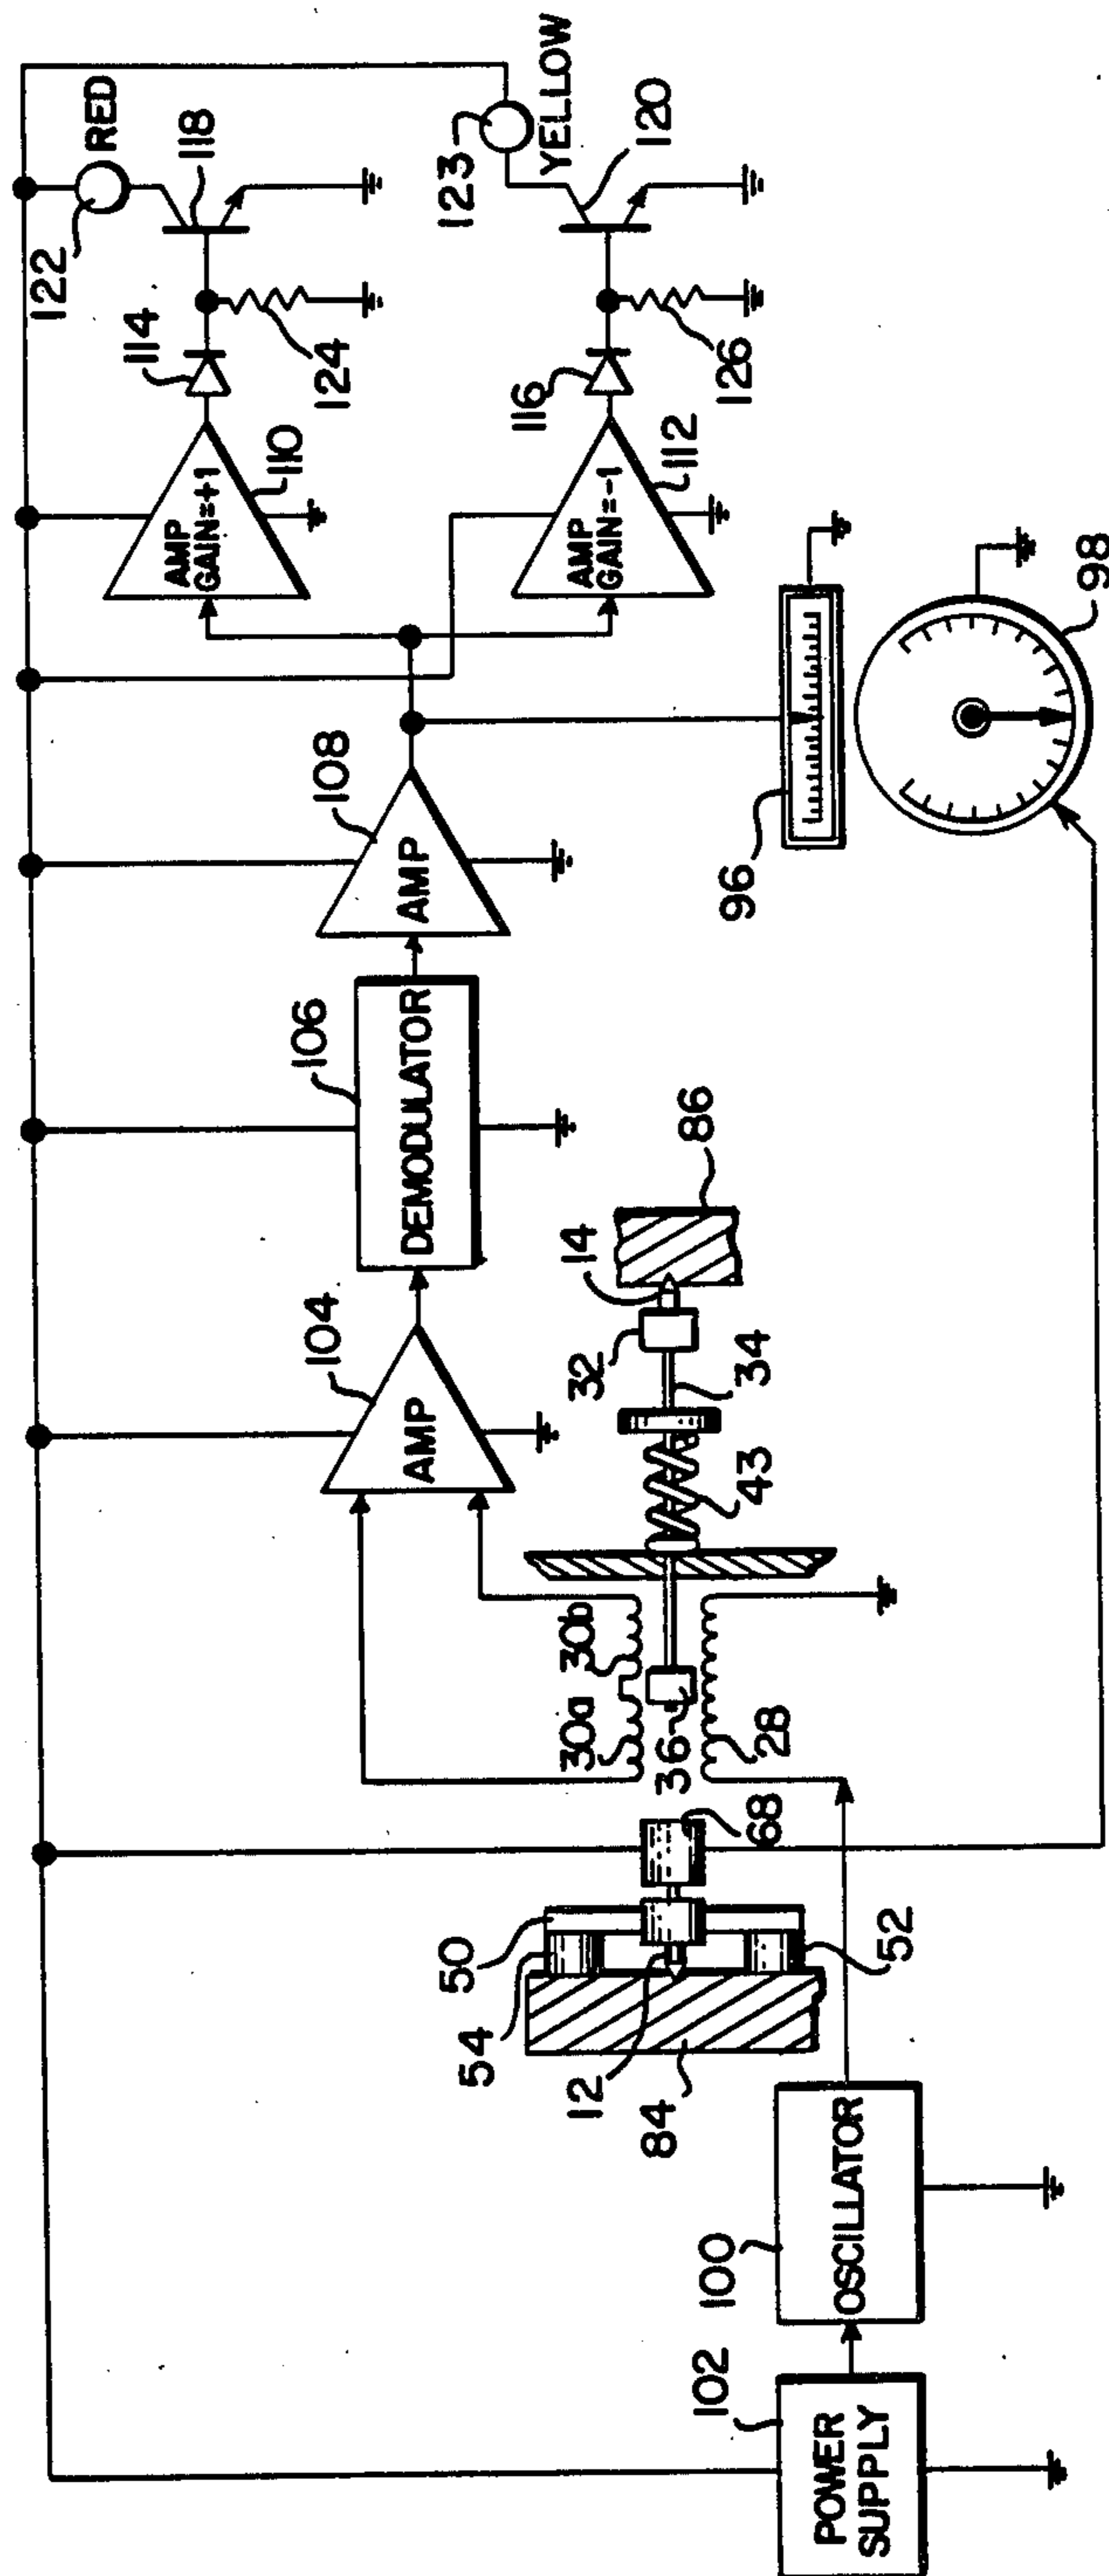 122
RED
118
114
124
AMP
GAIN=+1
110
123
YELLOW
120
116
126
AMP
GAIN=-1
112
108
AMP
106
DEMODULATOR
104
AMP
96
98
86
14
32
34
43
30a
30b
36
28
68
50
54
52
12
84
100
OSCILLATOR
102
POWER
SUPPLY